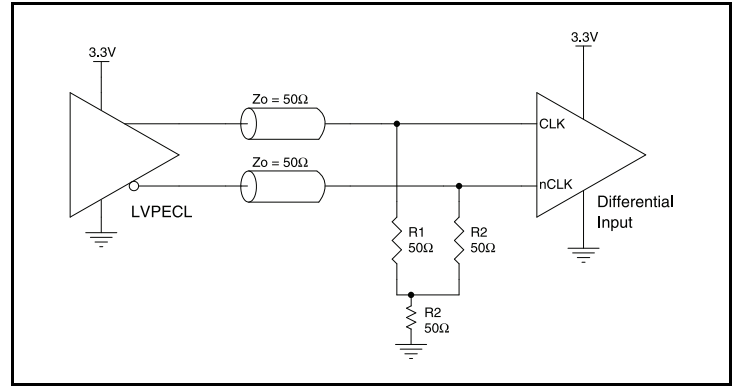 3.3V
3.3V
Zo = 50Ω
CLK
Zo = 50Ω
nCLK
LVPECL
Differential
Input
R1
50Ω
R2
50Ω
R2
50Ω